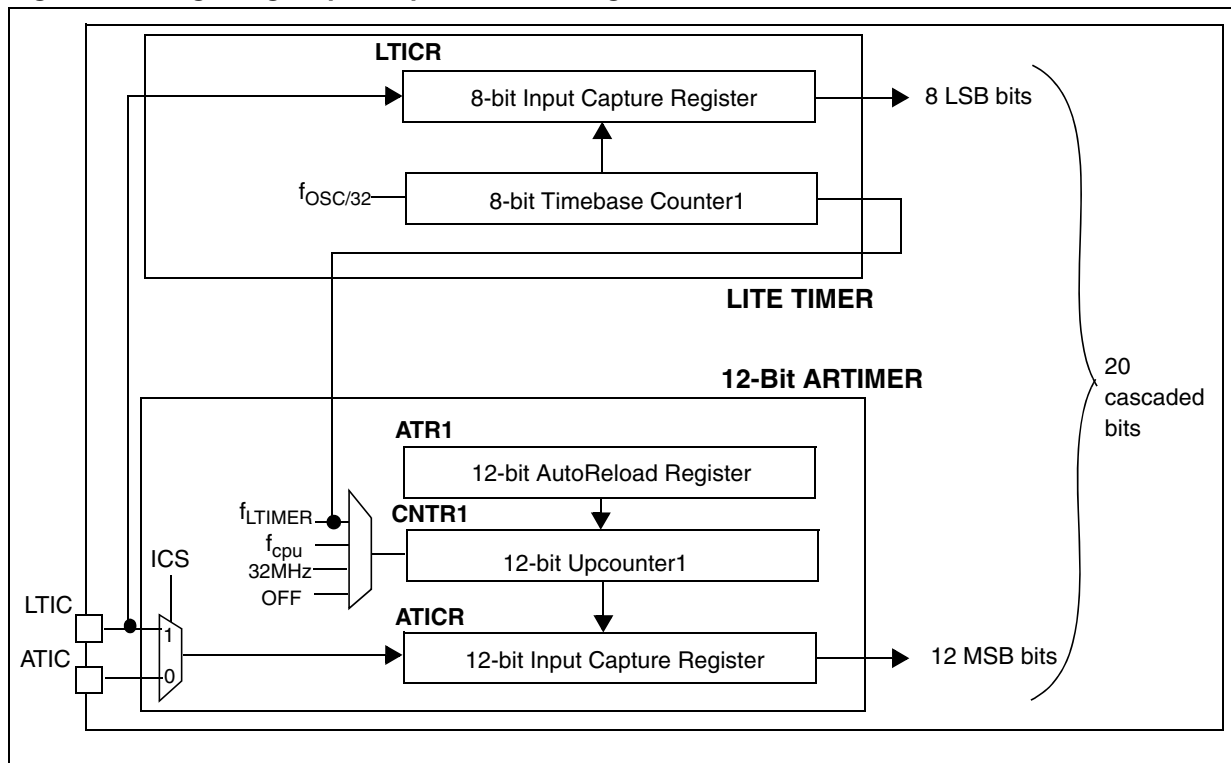 LTICR
8-bit Input Capture Register
8 LSB bits
fOSC/32
8-bit Timebase Counter1
LITE TIMER
12-Bit ARTIMER
20
cascaded
bits
ATR1
12-bit AutoReload Register
fLTIMER
CNTR1
fcpu
12-bit Upcounter1
32MHz
OFF
ICS
LTIC
ATICR
1
ATIC
12-bit Input Capture Register
12 MSB bits
0